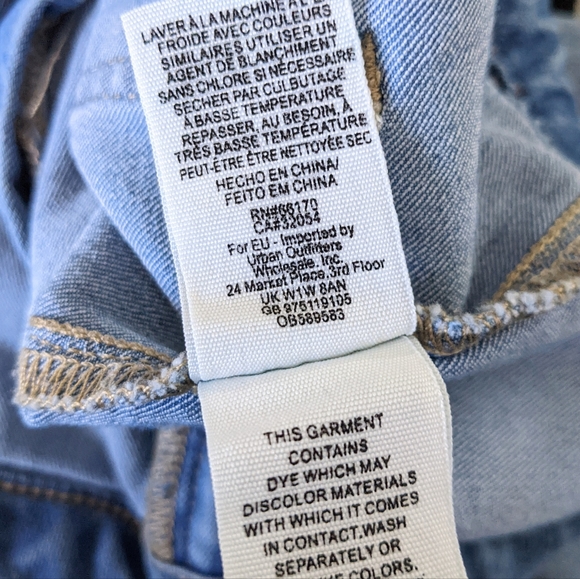 LAVER À LA MACHINE À L'EAU
FROIDE AVEC COULEURS
SIMILAIRES UTILISER UN
AGENT DE BLANCHIMENT
SANS CHLORE SI NÉCESSAIRE
SÉCHER PAR CULBUTAGE
À BASSE TEMPÉRATURE
REPASSER, AU BESOIN, À
TRÈS BASSE TEMPÉRATURE
PEUT-ÊTRE ÊTRE NETTOYÉE SEC
HECHO EN CHINA/
FEITO EM CHINA
RN#66170
CA#32054
For EU - Imported by
Urban Outfitters
Wholesale, Inc.
24 Market Place,3rd Floor
UK W1W 8AN
GB 975119105
OB589583
THIS GARMENT
CONTAINS
DYE WHICH MAY
DISCOLOR MATERIALS
WITH WHICH IT COMES
IN CONTACT.WASH
SEPARATELY OR
COLORS.